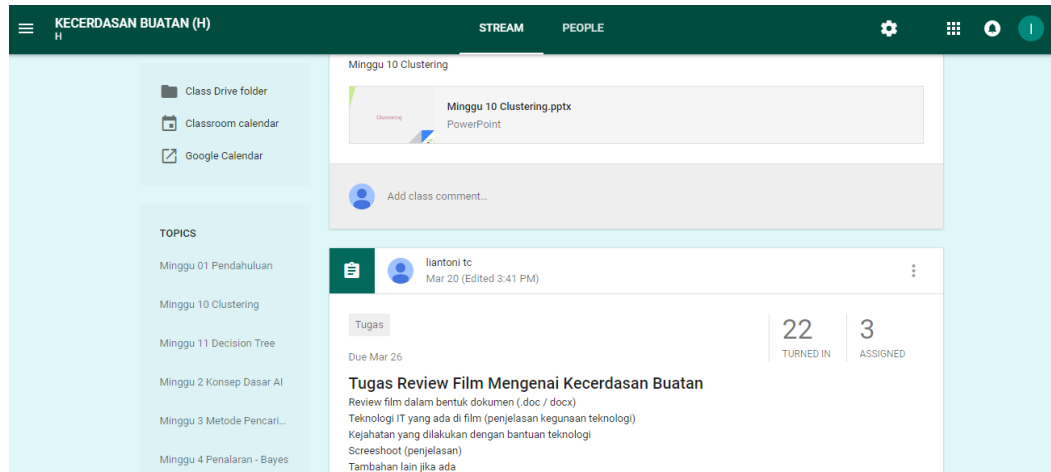 KECERDASAN BUATAN (H)
H
STREAM
PEOPLE
I
Class Drive folder
Classroom calendar
Google Calendar
TOPICS
Minggu 01 Pendahuluan
Minggu 10 Clustering
Minggu 11 Decision Tree
Minggu 2 Konsep Dasar AI
Minggu 3 Metode Pencari...
Minggu 4 Penalaran - Bayes
Minggu 10 Clustering
Clustering
Minggu 10 Clustering.pptx
PowerPoint
Add class comment...
liantoni tc
Mar 20 (Edited 3:41 PM)
Tugas
Due Mar 26
22
TURNED IN
3
ASSIGNED
Tugas Review Film Mengenai Kecerdasan Buatan
Review film dalam bentuk dokumen (.doc / docx)
Teknologi IT yang ada di film (penjelasan kegunaan teknologi)
Kejahatan yang dilakukan dengan bantuan teknologi
Screeshoot (penjelasan)
Tambahan lain jika ada